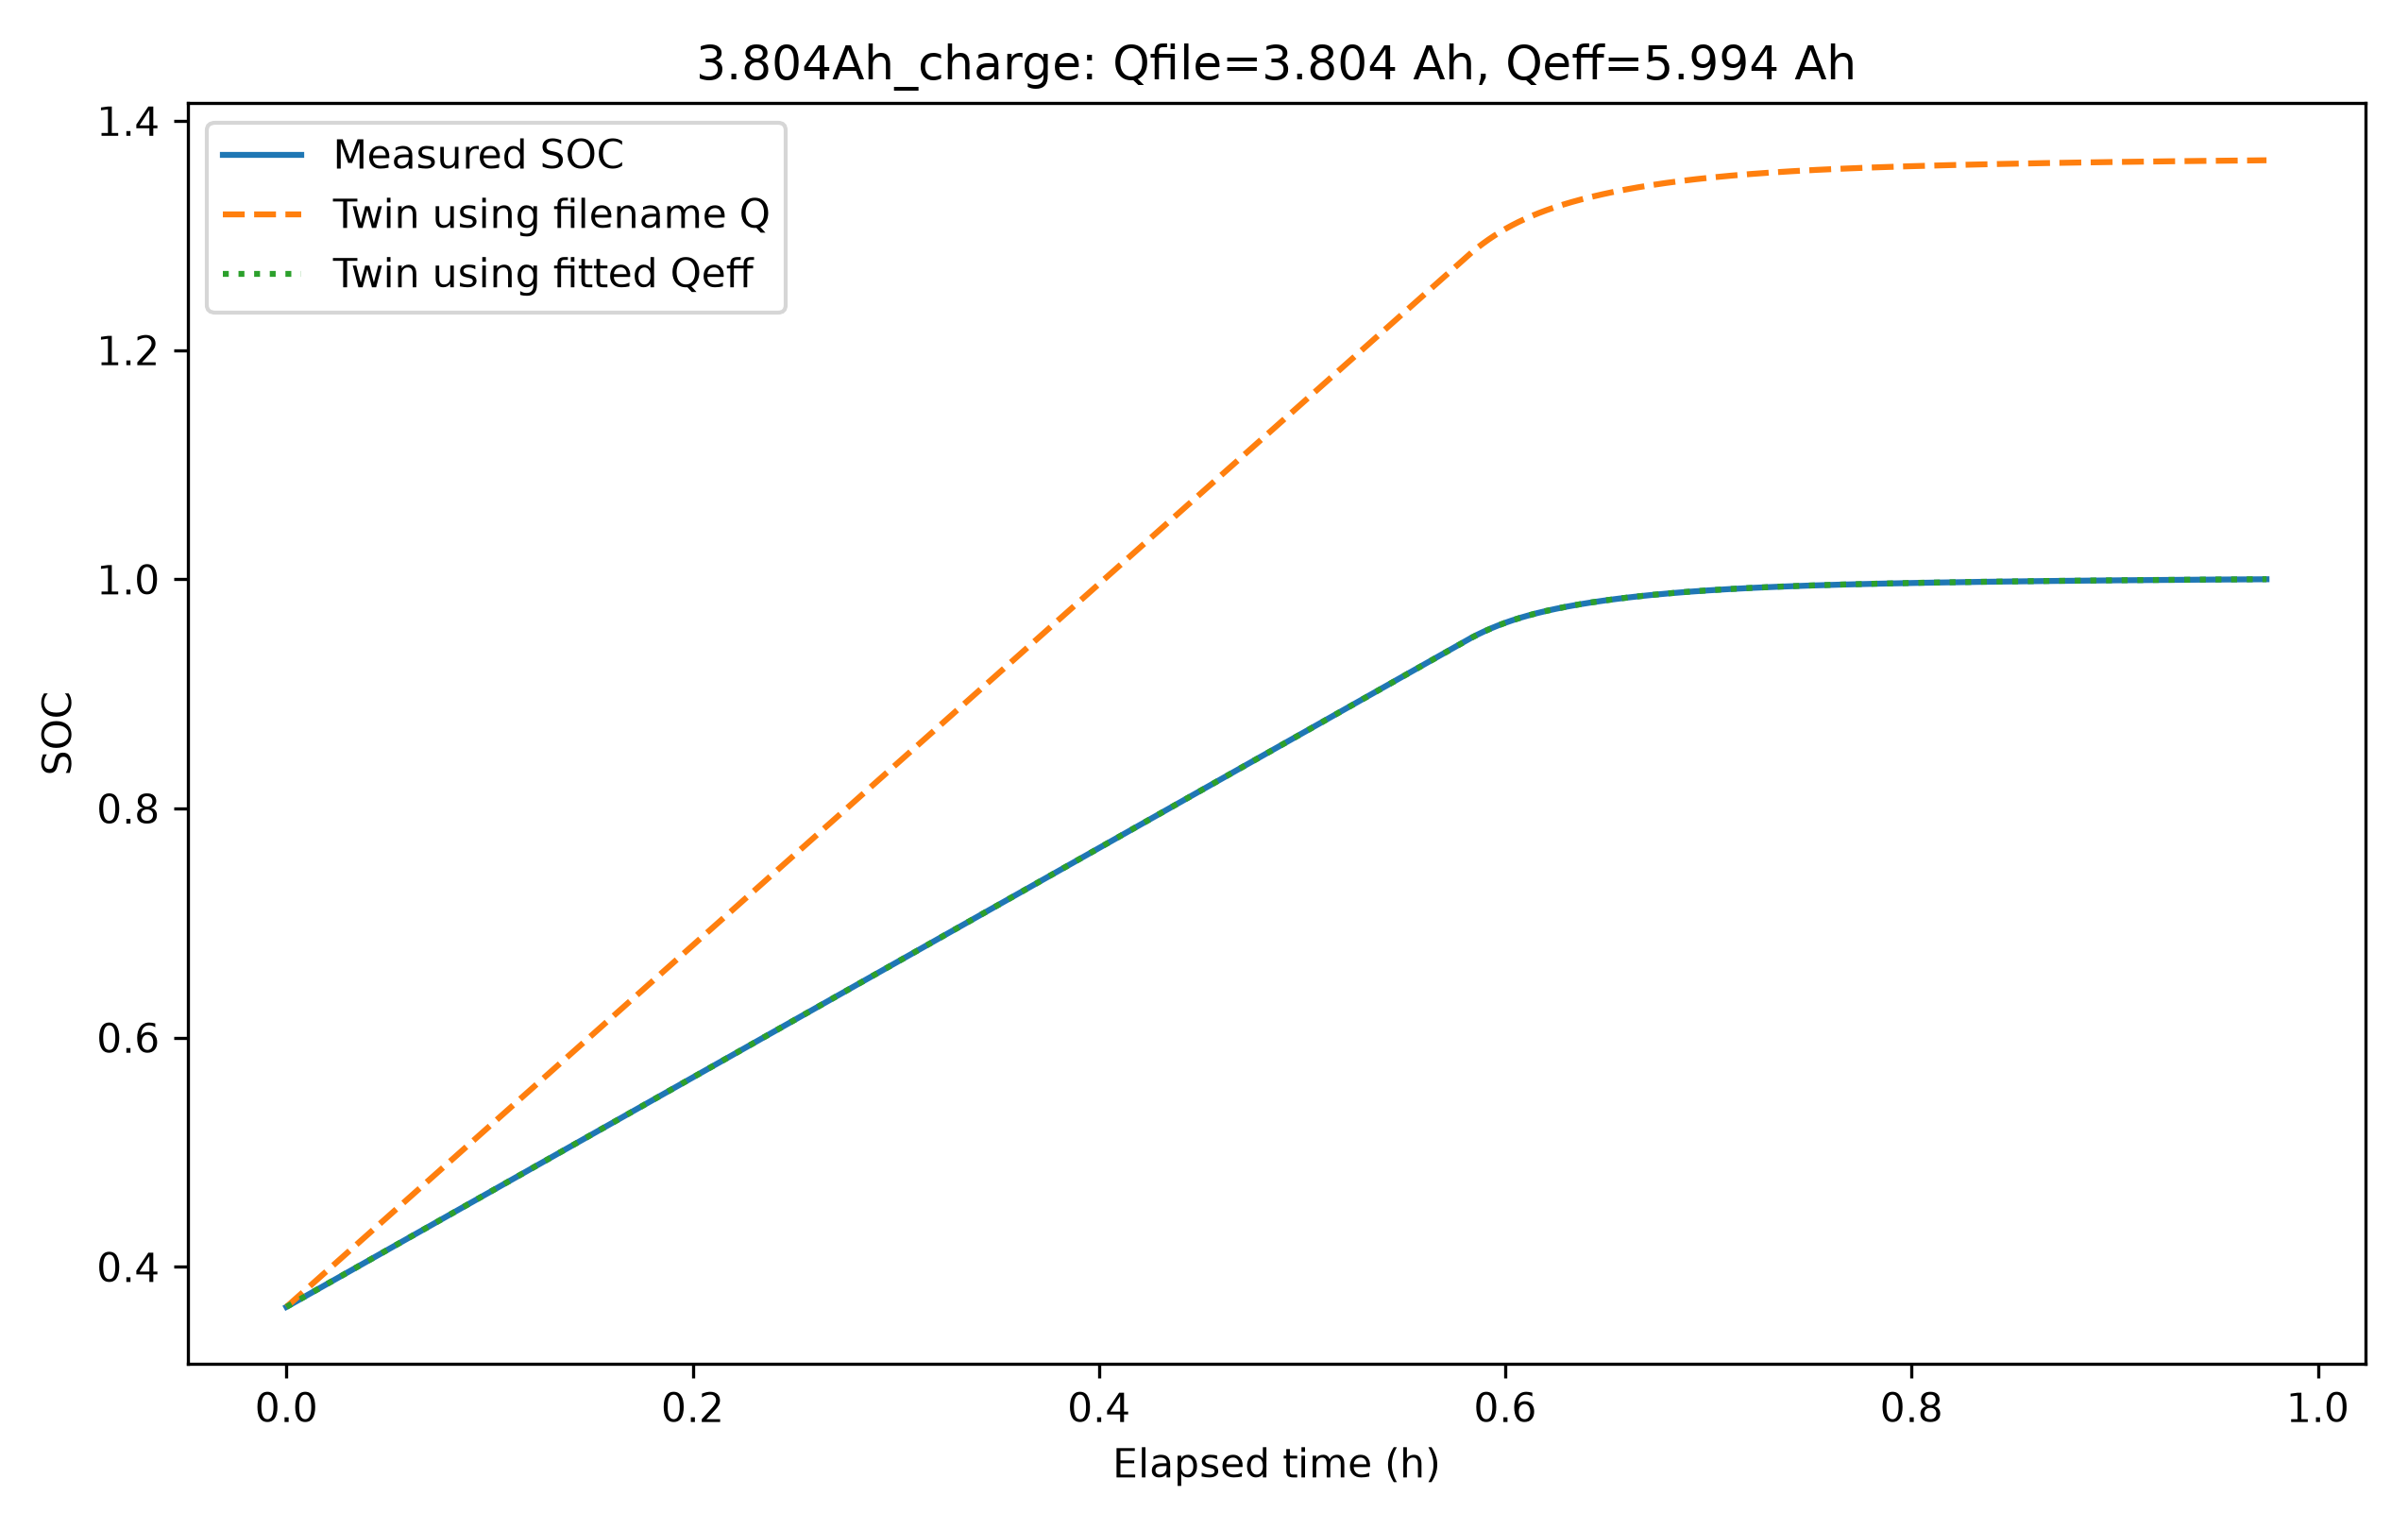 3.804Ah_charge: Qfile=3.804 Ah, Qeff=5.994 Ah
Measured SOC
Twin using filename Q
Twin using fitted Qeff
SOC
1.4
1.2
1.0
0.8
0.6
0.4
0.0 0.2 0.4 0.6 0.8 1.0
Elapsed time (h)